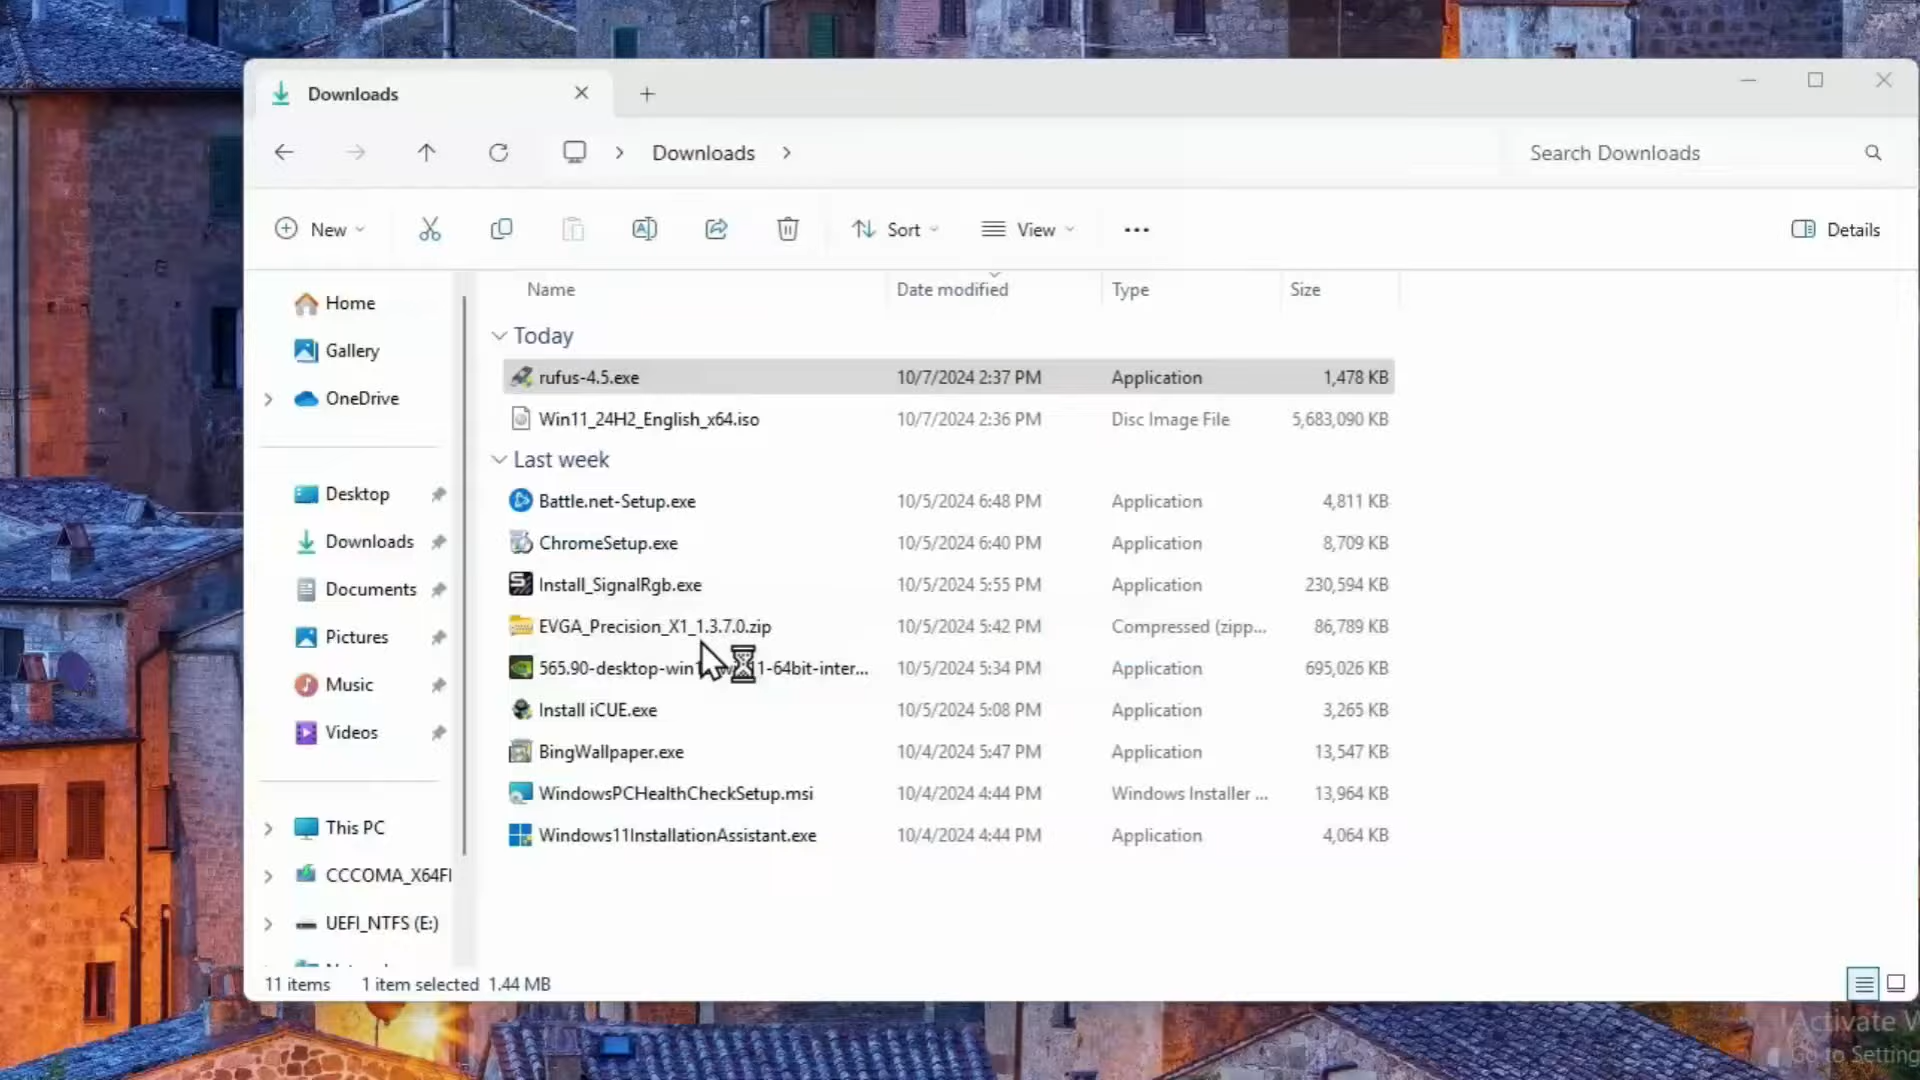 Downloads
Downloads
Search Downloads
New
Sort
View
Details
Name Date modified Type Size
Home
Gallery
OneDrive
Desktop
Downloads
Documents
Pictures
Music
Videos
This PC
CCCOMA_X64F
UEFI_NTFS (E:)
Today
rufus-4.5.exe 10/7/2024 2:37 PM Application 1,478 KB
Win11_24H2_English_x64.iso 10/7/2024 2:36 PM Disc Image File 5,683,090 KB
Last week
Battle.net-Setup.exe 10/5/2024 6:48 PM Application 4,811 KB
ChromeSetup.exe 10/5/2024 6:40 PM Application 8,709 KB
Install_SignalRgb.exe 10/5/2024 5:55 PM Application 230,594 KB
EVGA_Precision_X1_1.3.7.0.zip 10/5/2024 5:42 PM Compressed (zipp... 86,789 KB
565.90-desktop-win1 11-64bit-inter... 10/5/2024 5:34 PM Application 695,026 KB
Install iCUE.exe 10/5/2024 5:08 PM Application 3,265 KB
BingWallpaper.exe 10/4/2024 5:47 PM Application 13,547 KB
WindowsPCHealthCheckSetup.msi 10/4/2024 4:44 PM Windows Installer ... 13,964 KB
Windows11InstallationAssistant.exe 10/4/2024 4:44 PM Application 4,064 KB
11 items 1 item selected 1.44 MB
Activate W
Go to Setting